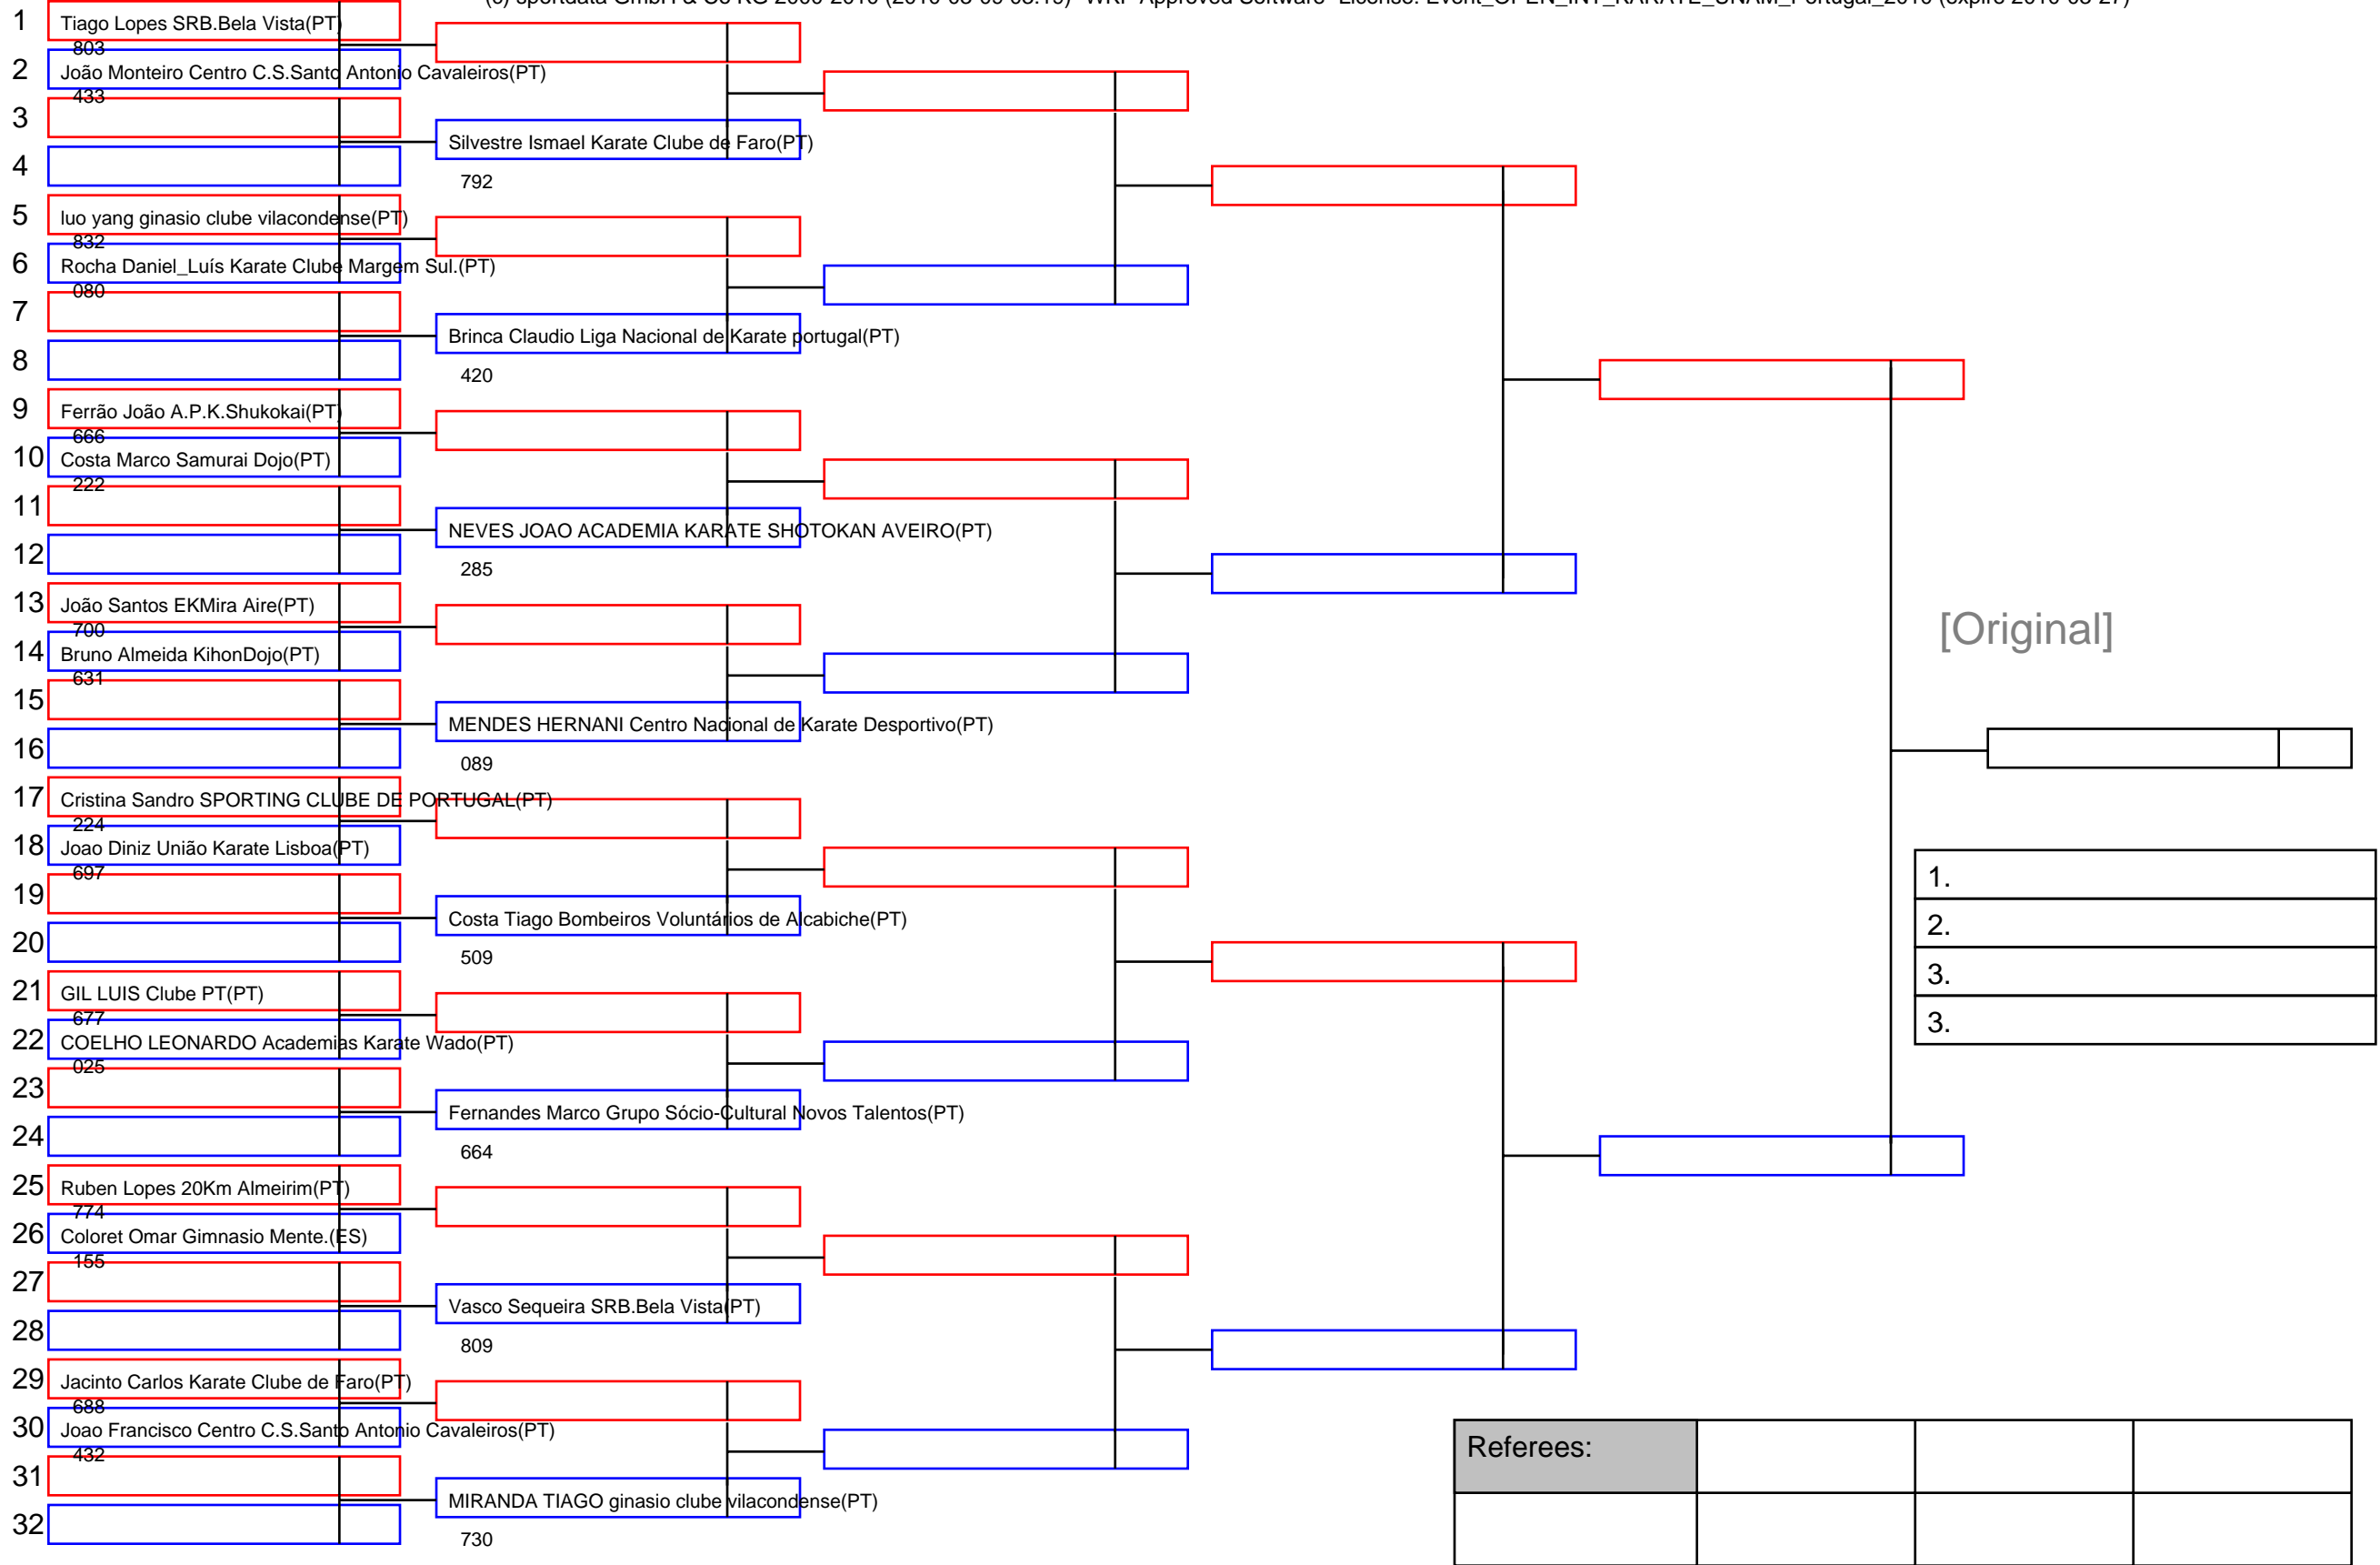 1 Tiago Lopes SRB.Bela Vista(PT)
803
2 João Monteiro Centro C.S.Santo Antonio Cavaleiros(PT)
433
3
Silvestre Ismael Karate Clube de Faro(PT)
4
792
5 luo yang ginasio clube vilacondense(PT)
832
6 Rocha Daniel_Luís Karate Clube Margem Sul.(PT)
080
7
Brinca Claudio Liga Nacional de Karate portugal(PT)
8
420
9 Ferrão João A.P.K.Shukokai(PT)
666
10 Costa Marco Samurai Dojo(PT)
222
11
NEVES JOAO ACADEMIA KARATE SHOTOKAN AVEIRO(PT)
12
285
13 João Santos EKMira Aire(PT)
700
14 Bruno Almeida KihonDojo(PT)
631
15
MENDES HERNANI Centro Nacional de Karate Desportivo(PT)
16
089
17 Cristina Sandro SPORTING CLUBE DE PORTUGAL(PT)
224
18 Joao Diniz União Karate Lisboa(PT)
697
19
Costa Tiago Bombeiros Voluntários de Alcabiche(PT)
20
509
21 GIL LUIS Clube PT(PT)
677
22 COELHO LEONARDO Academias Karate Wado(PT)
025
23
Fernandes Marco Grupo Sócio-Cultural Novos Talentos(PT)
24
664
25 Ruben Lopes 20Km Almeirim(PT)
774
26 Coloret Omar Gimnasio Mente.(ES)
155
27
Vasco Sequeira SRB.Bela Vista(PT)
28
809
29 Jacinto Carlos Karate Clube de Faro(PT)
688
30 Joao Francisco Centro C.S.Santo Antonio Cavaleiros(PT)
432
31
MIRANDA TIAGO ginasio clube vilacondense(PT)
32
730
[Original]
1.
2.
3.
3.
Referees: